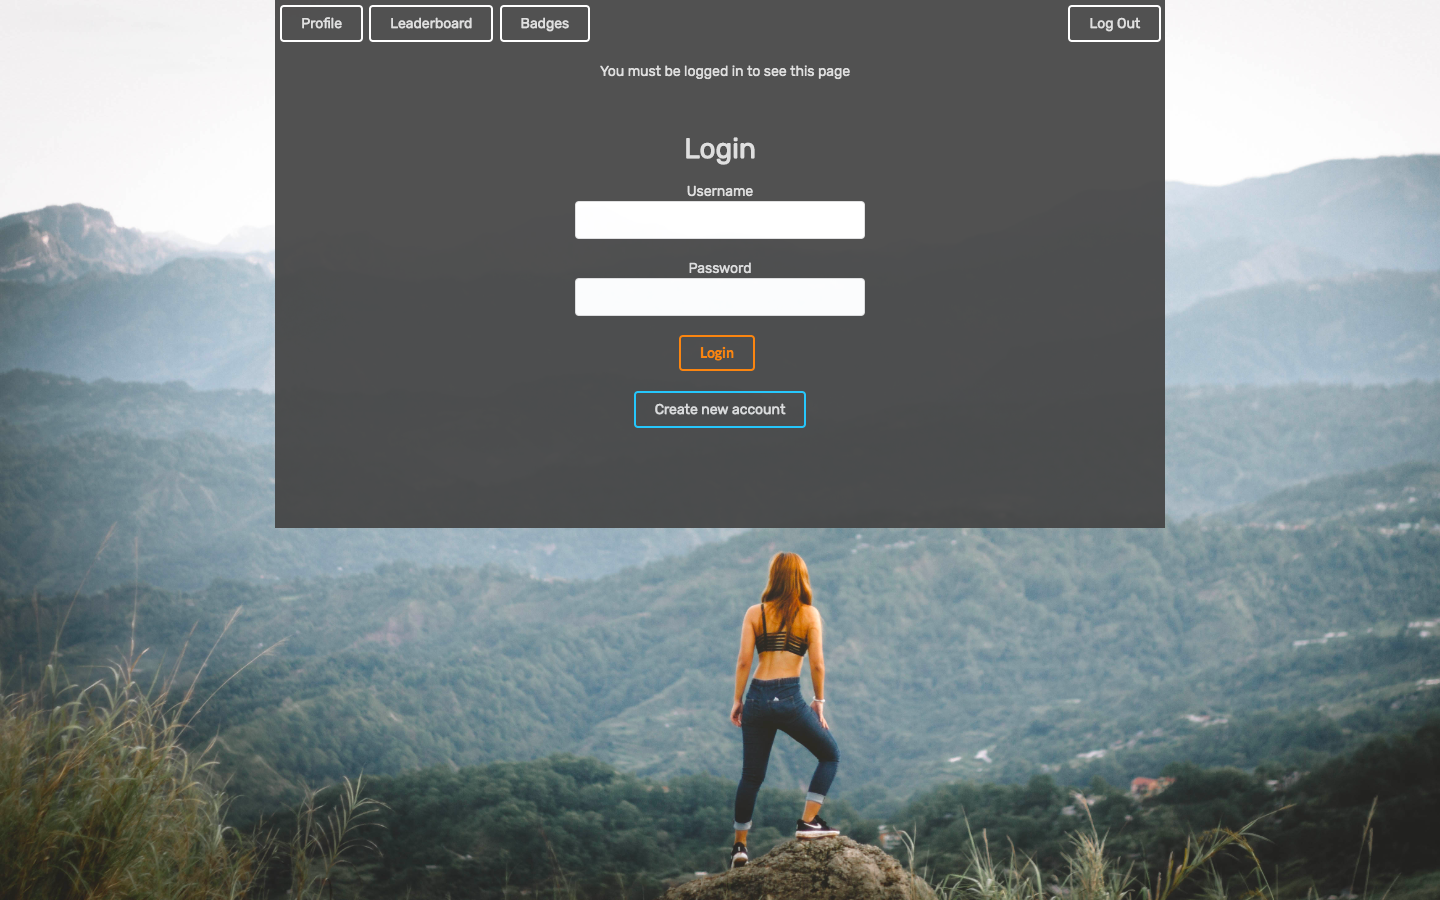 Profile Leaderboard Badges Log Out
You must be logged in to see this page
Login
Username
Password
Login
Create new account